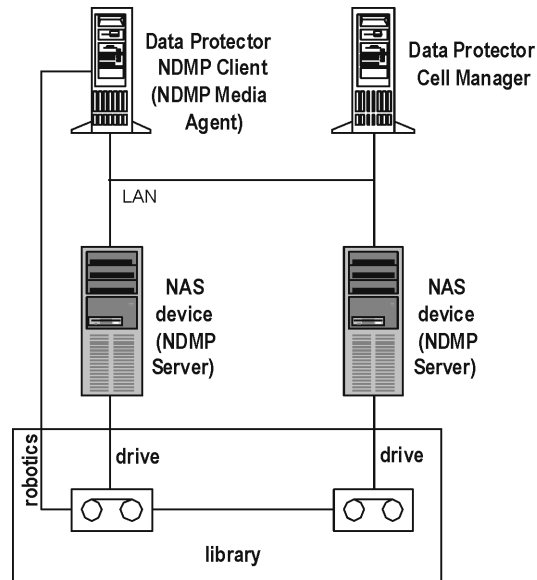 Data Protector
NDMP Client
(NDMP Media
Agent)
Data Protector
Cell Manager
LAN
NAS
device
(NDMP
Server)
NAS
device
(NDMP
Server)
robotics
drive
drive
library